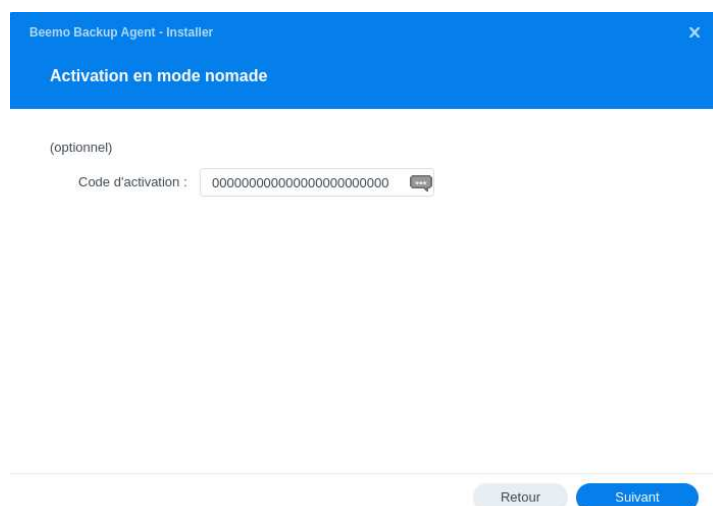 Beemo Backup Agent - Installer
Activation en mode nomade
(optionnel)
Code d'activation : 000000000000000000000000
Retour Suivant